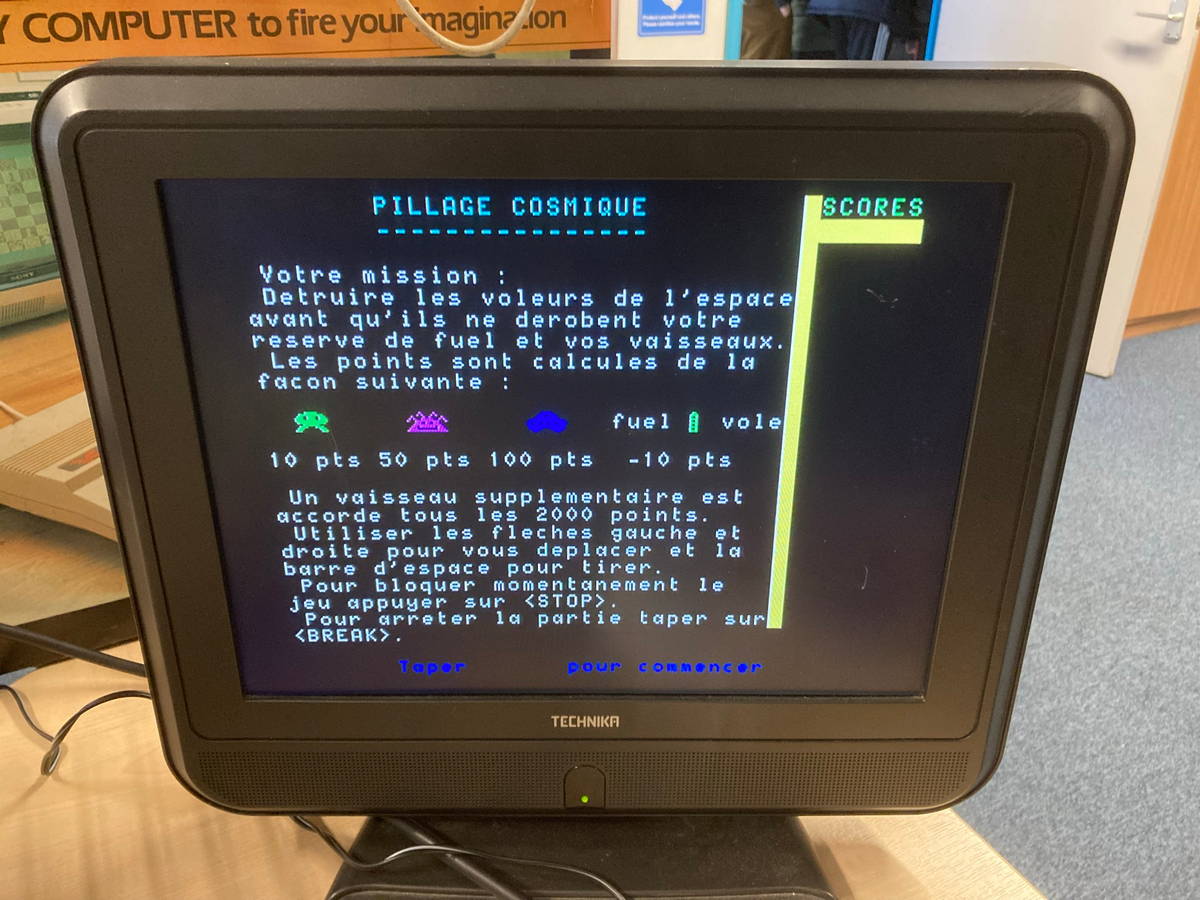 Y COMPUTER to fire your imagination
PILLAGE COSMIQUE
----------------
SCORES
Votre mission :
Detruire les voleurs de l'espace
avant qu'ils ne derobent votre
reserve de fuel et vos vaisseaux.
Les points sont calcules de la
facon suivante :
fuel vole
10 pts 50 pts 100 pts -10 pts
Un vaisseau supplementaire est
accorde tous les 2000 points.
Utiliser les fleches gauche et
droite pour vous deplacer et la
barre d'espace pour tirer.
Pour bloquer momentanement le
jeu appuyer sur <STOP>.
Pour arreter la partie taper sur
<BREAK>.
Taper pour commencer
TECHNIKA
SONY